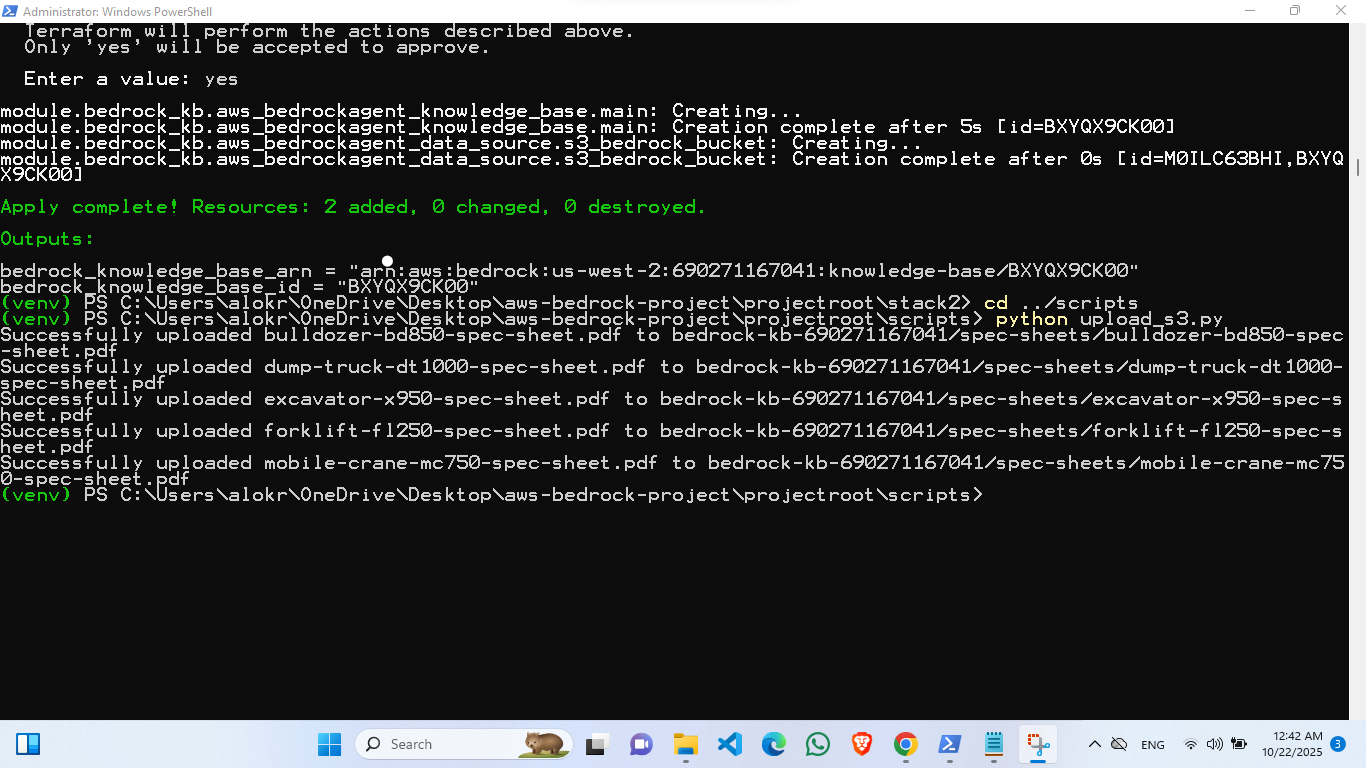 Administrator: Windows PowerShell
Terraform will perform the actions described above.
Only 'yes' will be accepted to approve.
Enter a value: yes
module.bedrock_kb.aws_bedrockagent_knowledge_base.main: Creating...
module.bedrock_kb.aws_bedrockagent_knowledge_base.main: Creation complete after 5s [id=BXYQX9CK00]
module.bedrock_kb.aws_bedrockagent_data_source.s3_bedrock_bucket: Creating...
module.bedrock_kb.aws_bedrockagent_data_source.s3_bedrock_bucket: Creation complete after 0s [id=M0ILC63BHI,BXYQ
X9CK00]
Apply complete! Resources: 2 added, 0 changed, 0 destroyed.
Outputs:
bedrock_knowledge_base_arn = "arn:aws:bedrock:us-west-2:690271167041:knowledge-base/BXYQX9CK00"
bedrock_knowledge_base_id = "BXYQX9CK00"
(venv) PS C:\Users\alokr\OneDrive\Desktop\aws-bedrock-project\projectroot\stack2> cd ../scripts
(venv) PS C:\Users\alokr\OneDrive\Desktop\aws-bedrock-project\projectroot\scripts> python upload_s3.py
Successfully uploaded bulldozer-bd850-spec-sheet.pdf to bedrock-kb-690271167041/spec-sheets/bulldozer-bd850-spec
-sheet.pdf
Successfully uploaded dump-truck-dt1000-spec-sheet.pdf to bedrock-kb-690271167041/spec-sheets/dump-truck-dt1000-
spec-sheet.pdf
Successfully uploaded excavator-x950-spec-sheet.pdf to bedrock-kb-690271167041/spec-sheets/excavator-x950-spec-s
heet.pdf
Successfully uploaded forklift-fl250-spec-sheet.pdf to bedrock-kb-690271167041/spec-sheets/forklift-fl250-spec-s
heet.pdf
Successfully uploaded mobile-crane-mc750-spec-sheet.pdf to bedrock-kb-690271167041/spec-sheets/mobile-crane-mc75
0-spec-sheet.pdf
(venv) PS C:\Users\alokr\OneDrive\Desktop\aws-bedrock-project\projectroot\scripts>
Search
ENG
12:42 AM
10/22/2025
3